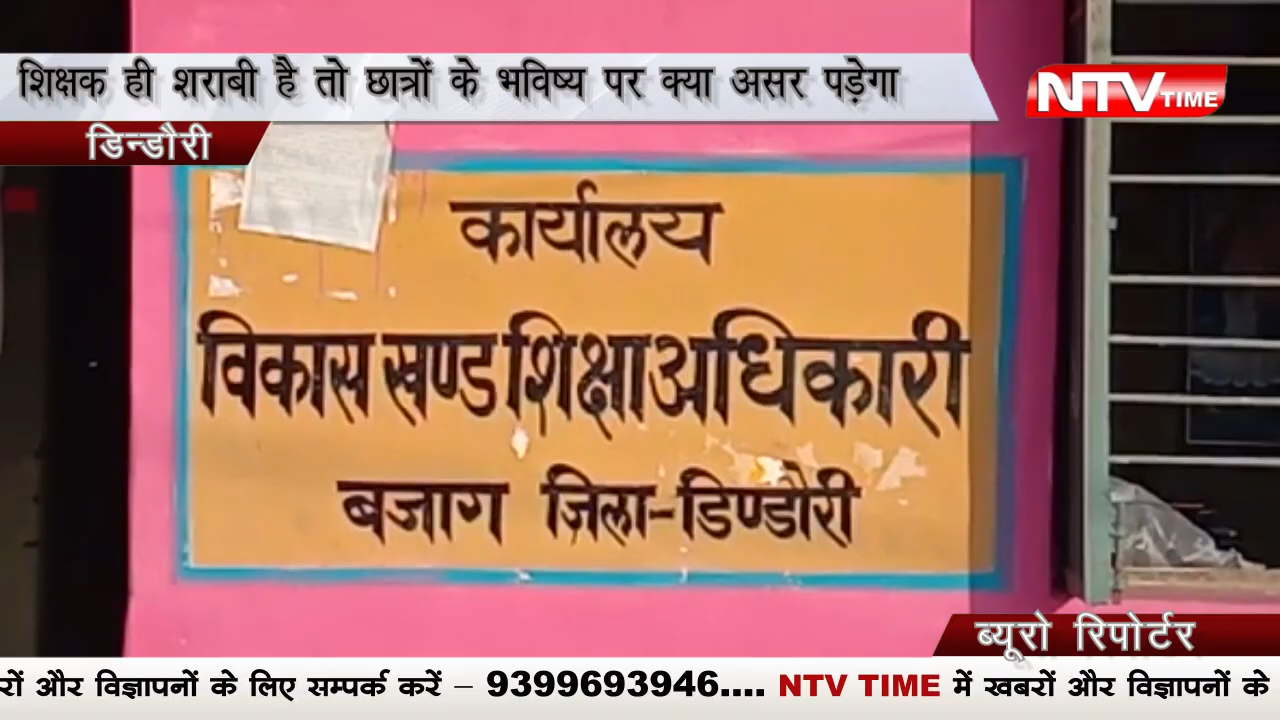 शिक्षक ही शराबी है तो छात्रों के भविष्य पर क्या असर पड़ेगा
NTV TIME
डिन्डौरी
कार्यालय
विकास खण्ड शिक्षा अधिकारी
बजाग जिला-डिण्डौरी
ब्यूरो रिपोर्टर
रों और विज्ञापनों के लिए सम्पर्क करें – 9399693946.... NTV TIME में खबरों और विज्ञापनों के